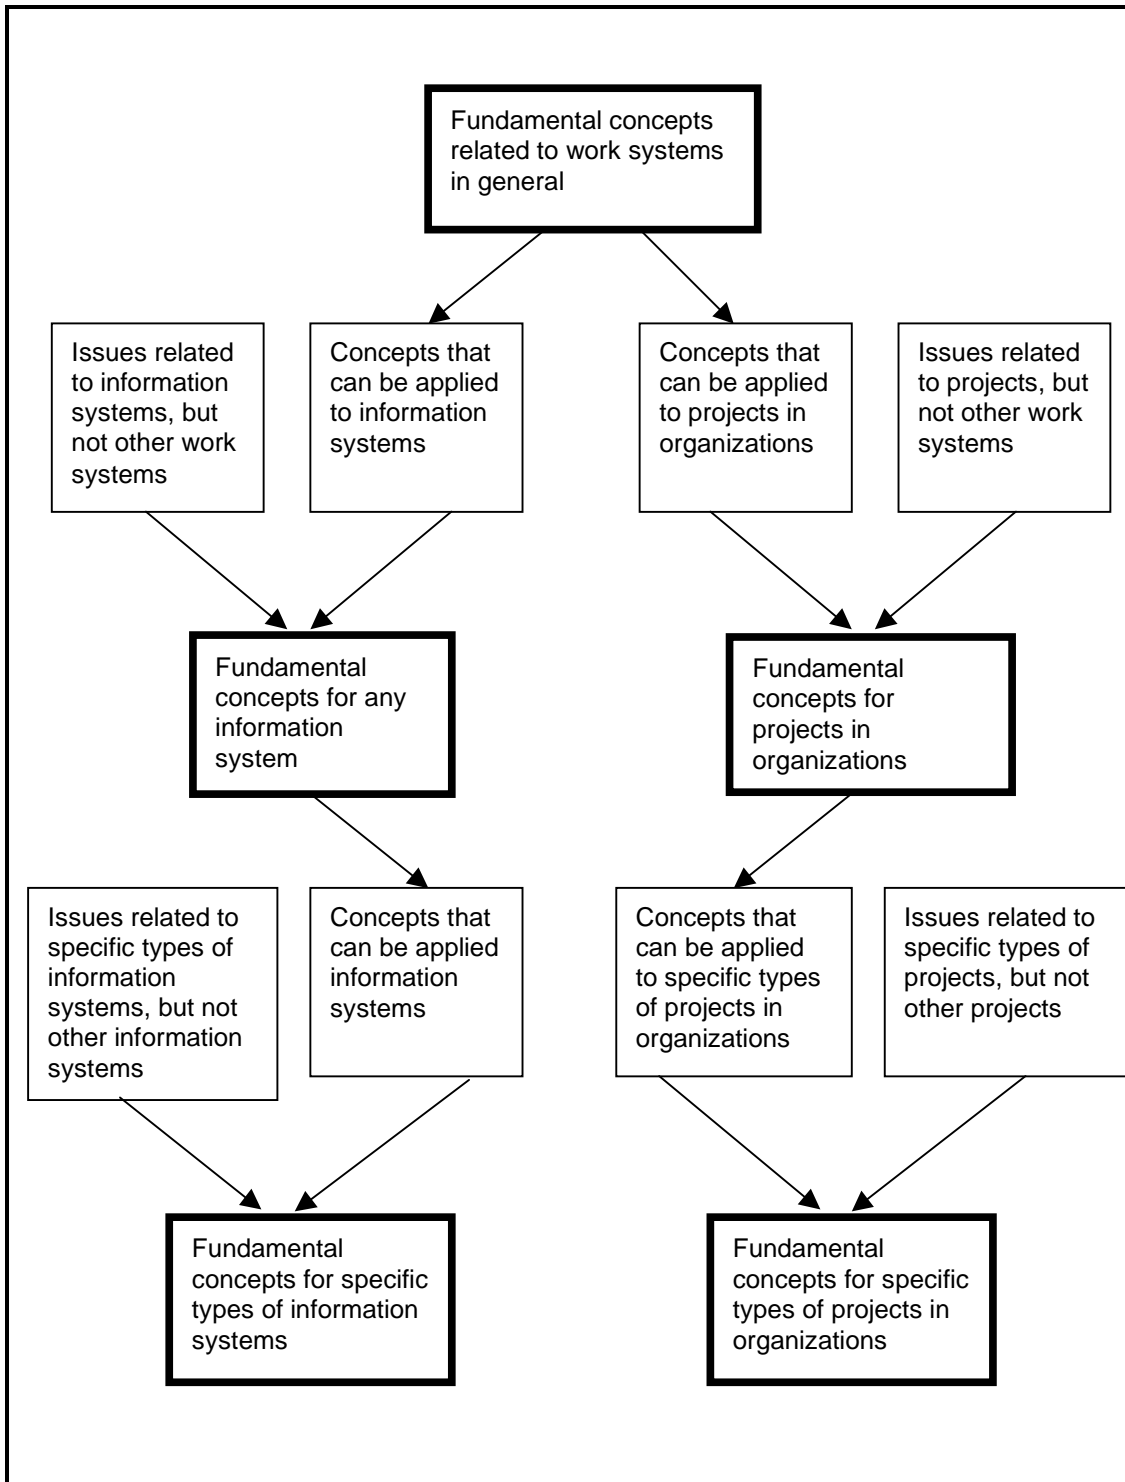 Fundamental concepts
related to work systems
in general
Issues related
to information
systems, but
not other work
systems
Concepts that
can be applied
to information
systems
Concepts that
can be applied
to projects in
organizations
Issues related
to projects, but
not other work
systems
Fundamental
concepts for any
information
system
Fundamental
concepts for
projects in
organizations
Issues related to
specific types of
information
systems, but not
other information
systems
Concepts that
can be applied
information
systems
Concepts that
can be applied
to specific types
of projects in
organizations
Issues related to
specific types of
projects, but not
other projects
Fundamental
concepts for specific
types of information
systems
Fundamental
concepts for specific
types of projects in
organizations